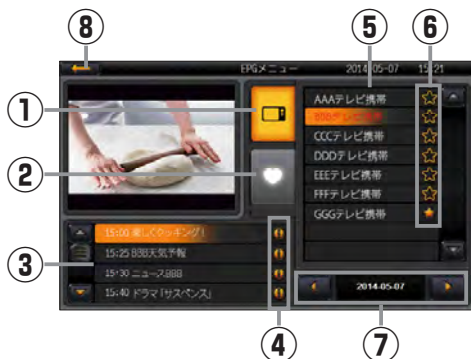 ⑧ ⑤ ⑥
EPGメニュー 2014-05-07 15:21
① AAAテレビ携帯
BBBテレビ携帯
CCCテレビ携帯
② DDDテレビ携帯
EEEテレビ携帯
FFFテレビ携帯
GGGテレビ携帯
③ 15:00 楽しくクッキング!
15:25 BBB天気予報
15:30 ニュースBBB
15:40 ドラマ「サスペンス」
2014-05-07
④ ⑦